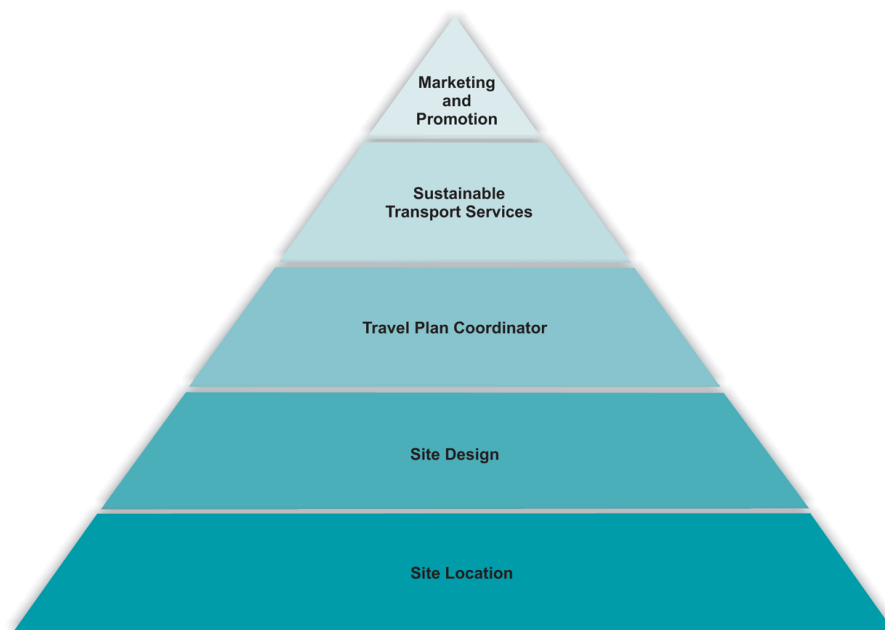 Marketing
and
Promotion
Sustainable
Transport Services
Travel Plan Coordinator
Site Design
Site Location